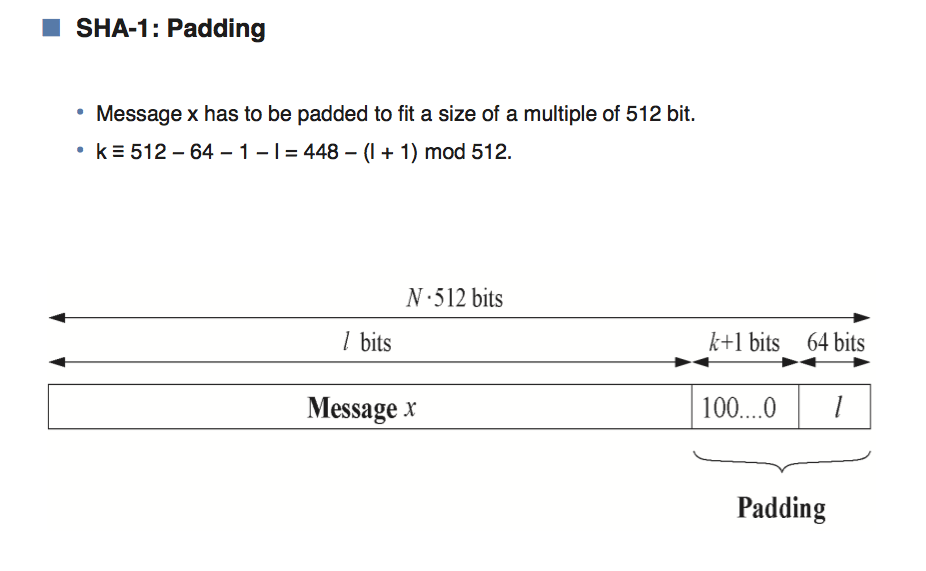 SHA-1: Padding
• Message x has to be padded to fit a size of a multiple of 512 bit.
• k ≡ 512 – 64 – 1 – l = 448 – (l + 1) mod 512.
N·512 bits
l bits k+1 bits 64 bits
Message x 100....0 l
Padding